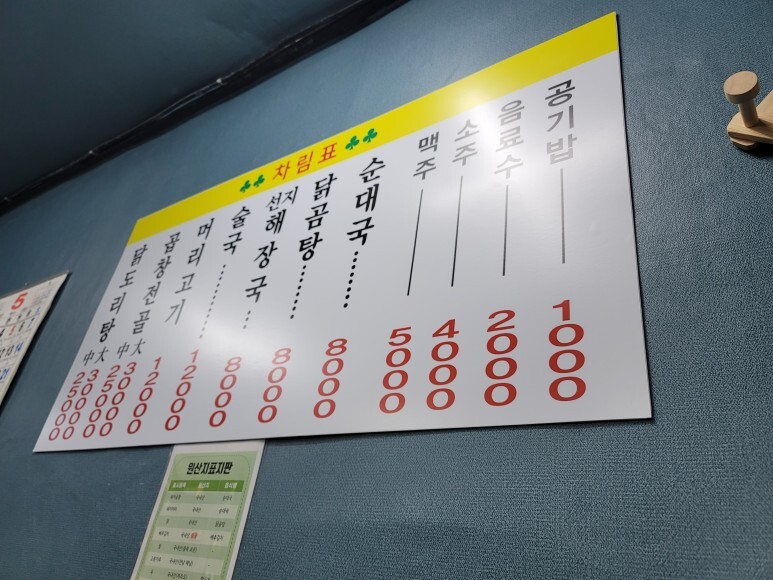 차림표
닭도리탕 中 25000 大 30000
곱창전골 中 25000 大 30000
머리고기 12000
술국 12000
선지해장국 8000
닭곰탕 8000
순대국 8000
맥주 5000
소주 4000
음료수 2000
공기밥 1000
5
원산지표지판